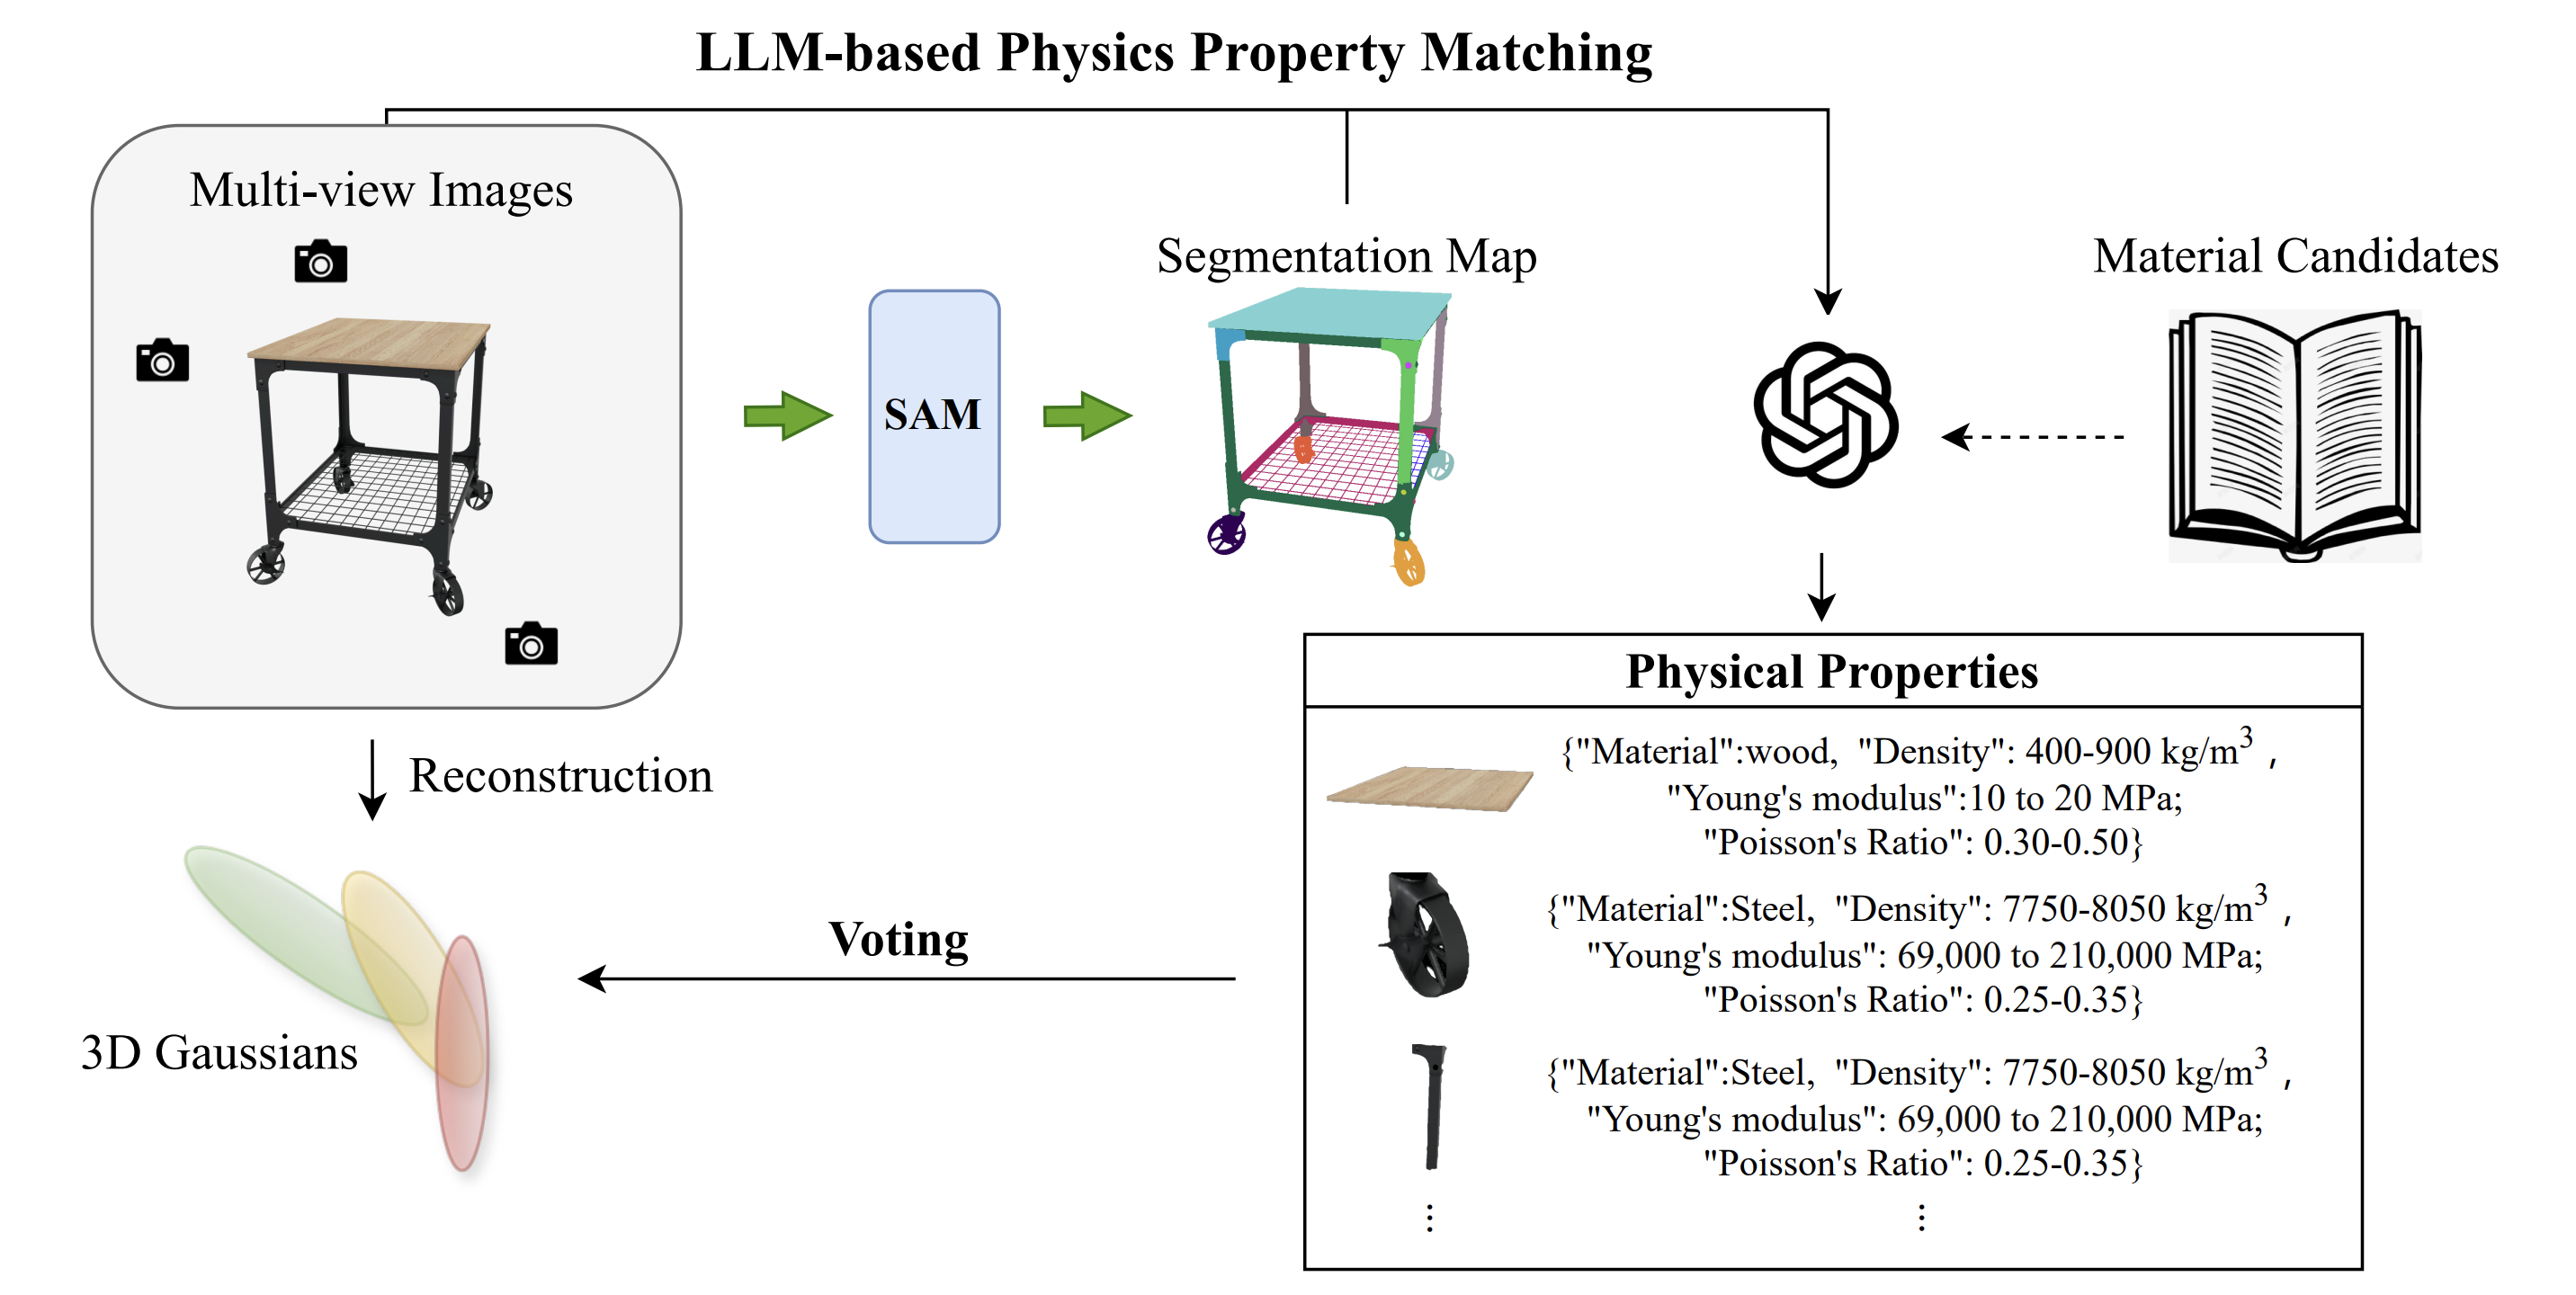 LLM-based Physics Property Matching
Multi-view Images
SAM
Segmentation Map
Material Candidates
Physical Properties
{"Material":wood, "Density": 400-900 kg/m³ ,
"Young's modulus":10 to 20 MPa;
"Poisson's Ratio": 0.30-0.50}
{"Material":Steel, "Density": 7750-8050 kg/m³ ,
"Young's modulus": 69,000 to 210,000 MPa;
"Poisson's Ratio": 0.25-0.35}
{"Material":Steel, "Density": 7750-8050 kg/m³ ,
"Young's modulus": 69,000 to 210,000 MPa;
"Poisson's Ratio": 0.25-0.35}
⋮ ⋮
Reconstruction
Voting
3D Gaussians